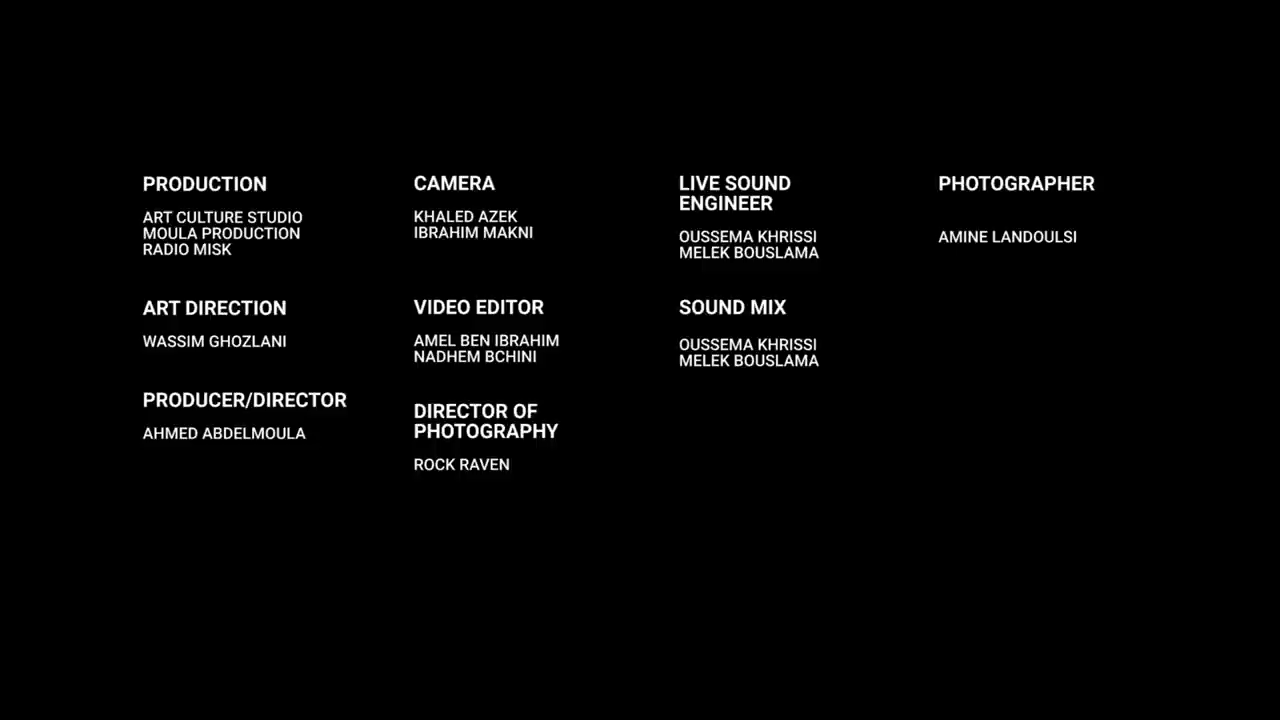 PRODUCTION
ART CULTURE STUDIO
MOULA PRODUCTION
RADIO MISK
ART DIRECTION
WASSIM GHOZLANI
PRODUCER/DIRECTOR
AHMED ABDELMOULA
CAMERA
KHALED AZEK
IBRAHIM MAKNI
VIDEO EDITOR
AMEL BEN IBRAHIM
NADHEM BCHINI
DIRECTOR OF
PHOTOGRAPHY
ROCK RAVEN
LIVE SOUND
ENGINEER
OUSSEMA KHRISSI
MELEK BOUSLAMA
SOUND MIX
OUSSEMA KHRISSI
MELEK BOUSLAMA
PHOTOGRAPHER
AMINE LANDOULSI